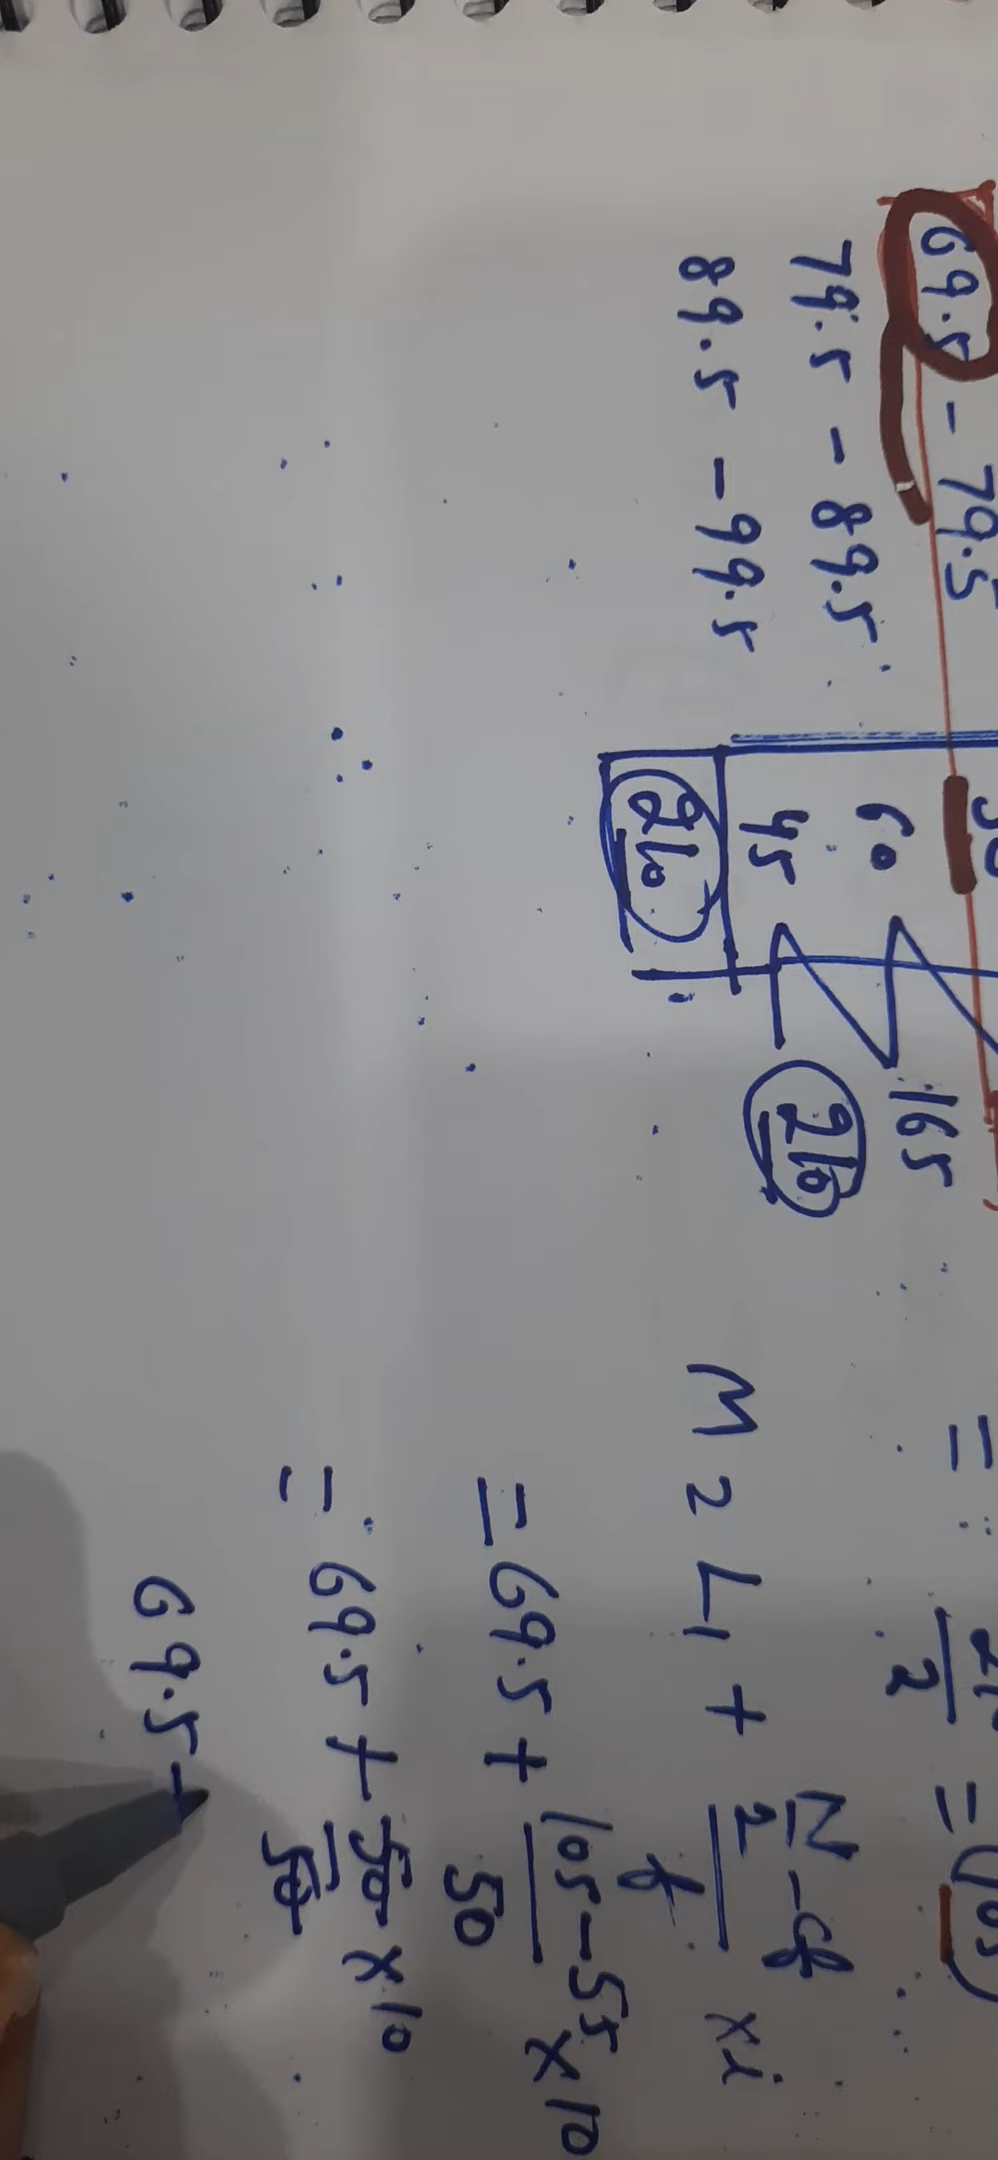 69.5 - 79.5
79.5 - 89.5 60 165
89.5 - 99.5 45 210
210
= 2 = 105
M = L1 + N/2 - cf / f x i
= 69.5 + 105 - 55 / 50 x 10
= 69.5 + 50 / 50 x 10
69.5